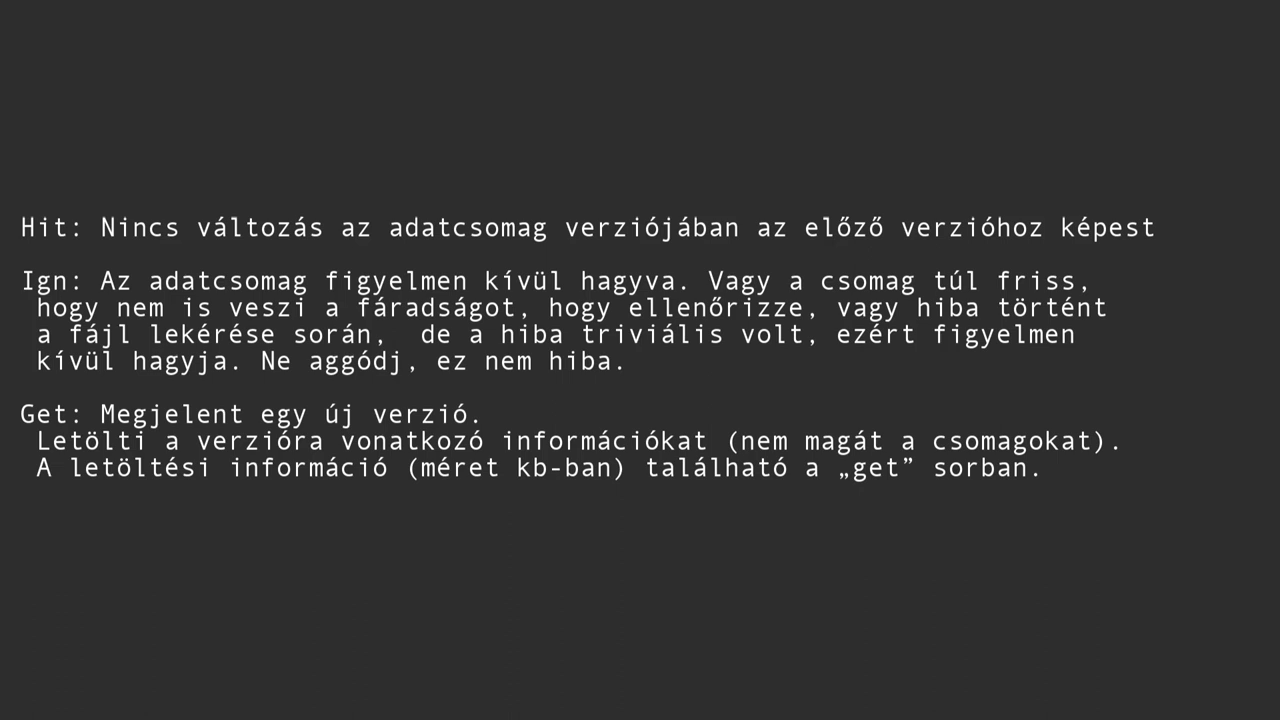 Hit: Nincs változás az adatcsomag verziójában az előző verzióhoz képest
Ign: Az adatcsomag figyelmen kívül hagyva. Vagy a csomag túl friss,
hogy nem is veszi a fáradságot, hogy ellenőrizze, vagy hiba történt
a fájl lekérése során,  de a hiba triviális volt, ezért figyelmen
kívül hagyja. Ne aggódj, ez nem hiba.
Get: Megjelent egy új verzió.
Letölti a verzióra vonatkozó információkat (nem magát a csomagokat).
A letöltési információ (méret kb-ban) található a „get” sorban.